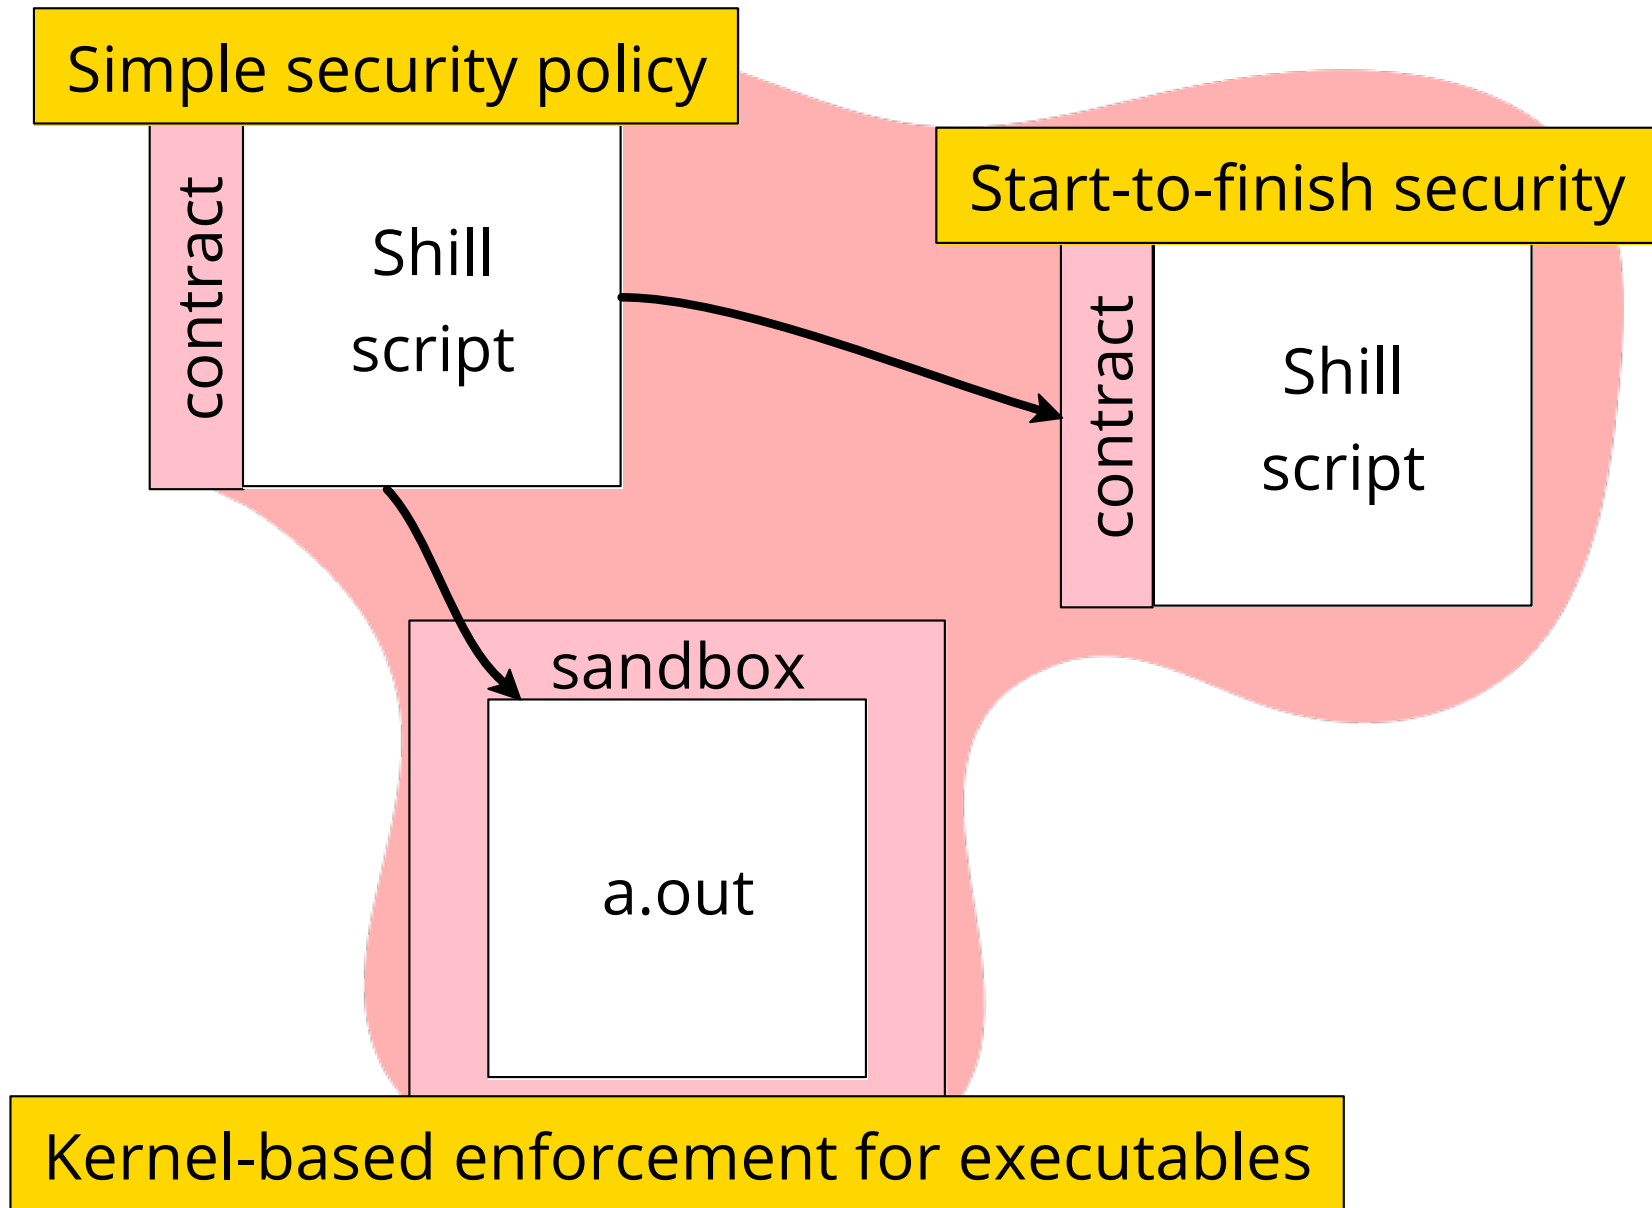 Simple security policy
contract
Shill
script
Start-to-finish security
contract
Shill
script
sandbox
a.out
Kernel-based enforcement for executables